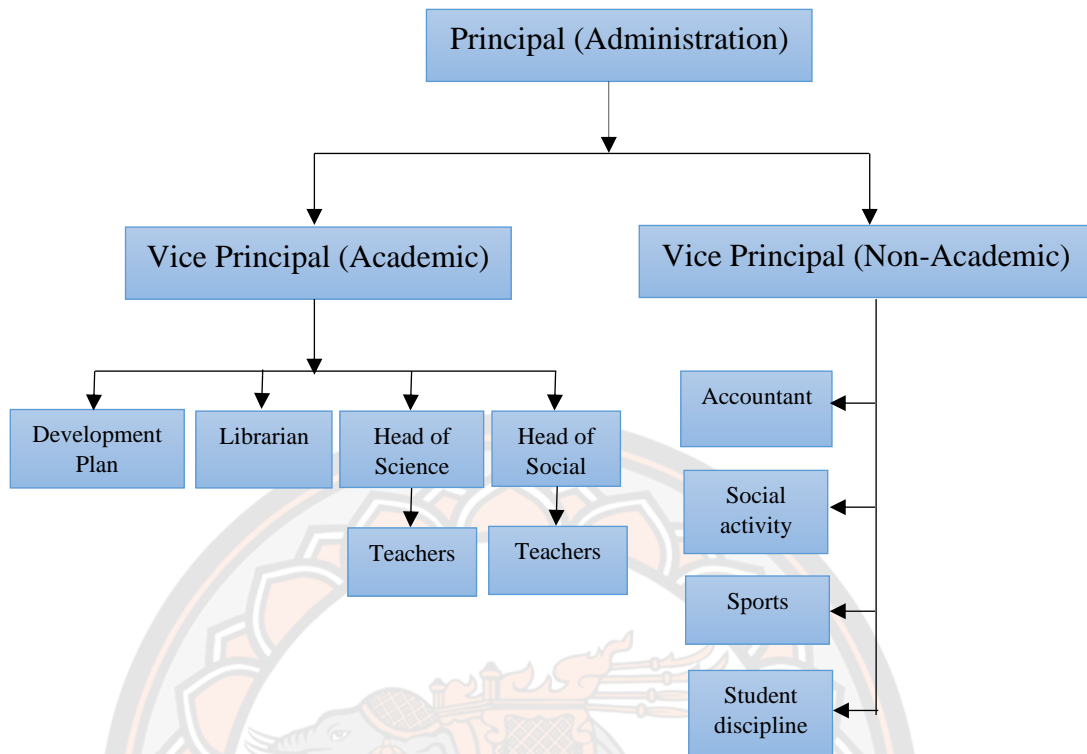 Principal (Administration)
Vice Principal (Academic)
Vice Principal (Non-Academic)
Development
Plan
Librarian
Head of
Science
Head of
Social
Teachers
Teachers
Accountant
Social
activity
Sports
Student
discipline